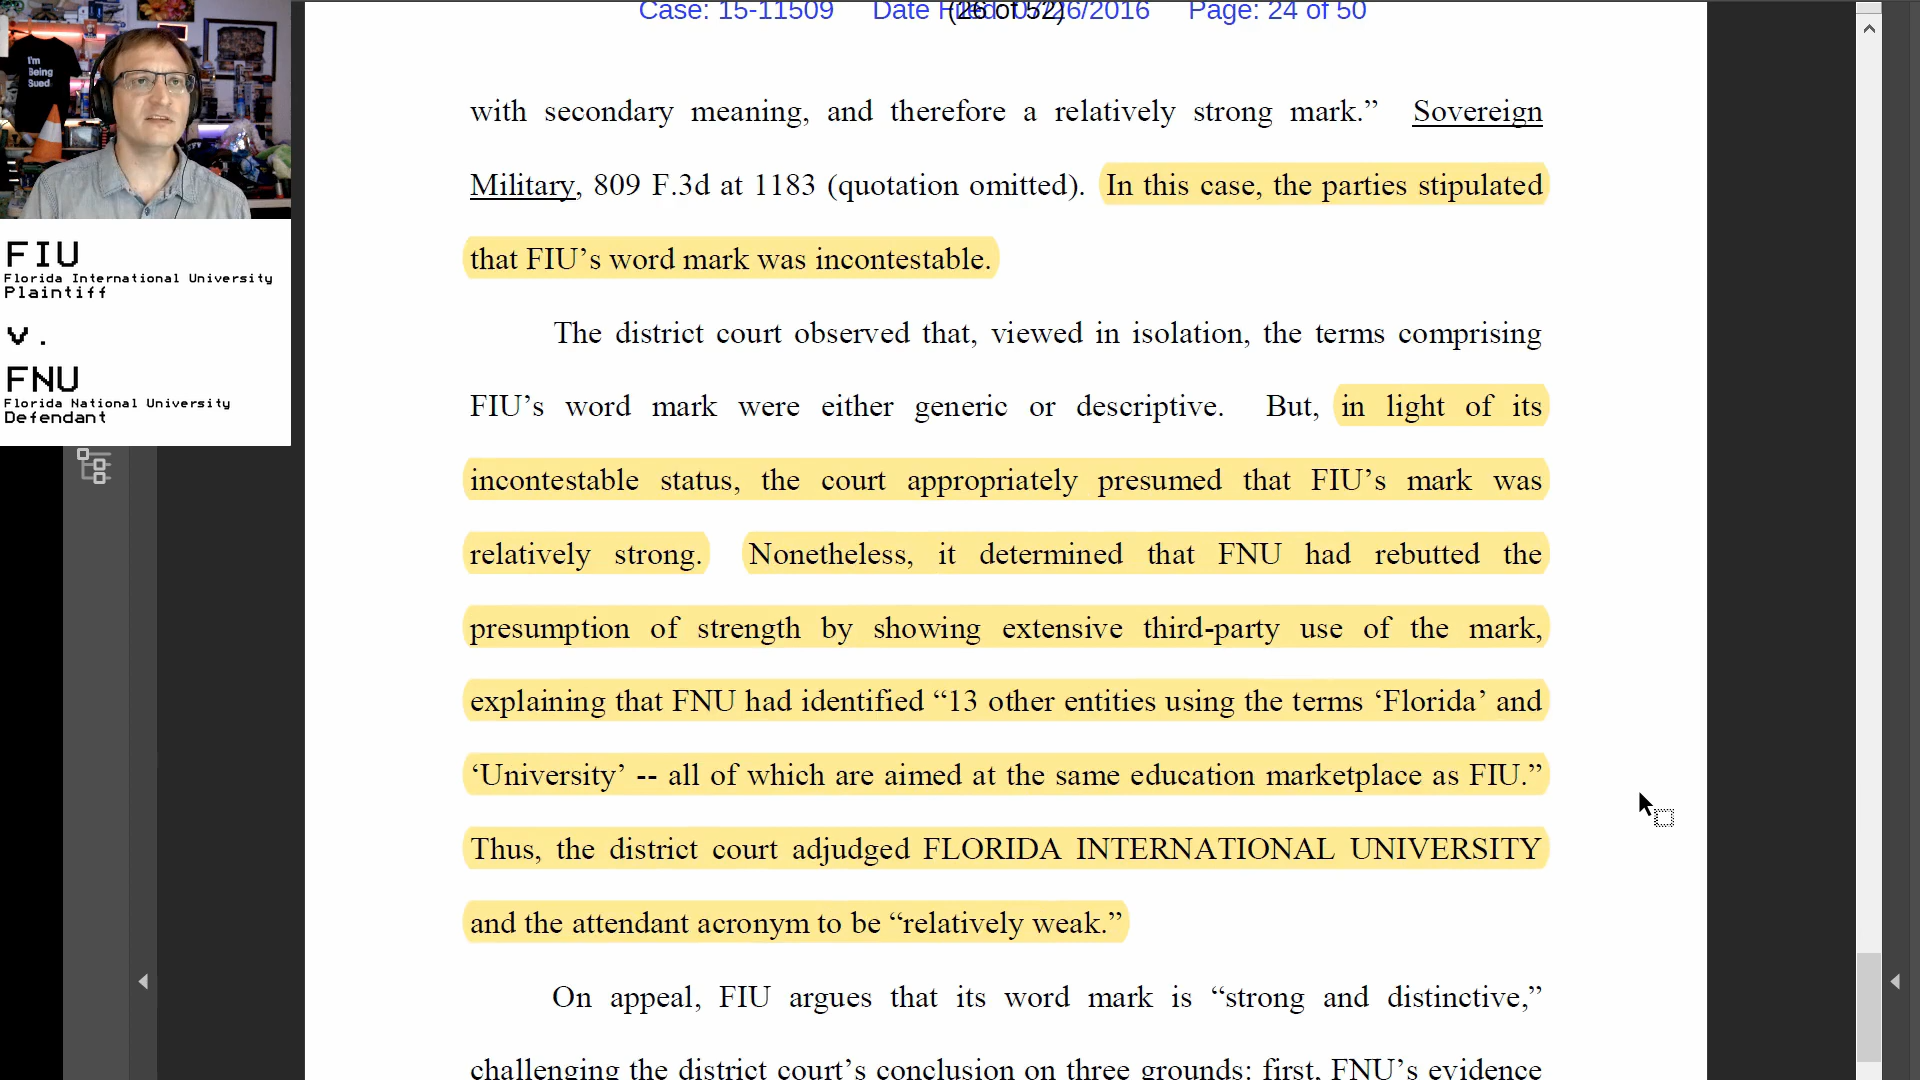 Case: 15-11509 Date Filed: 07/26/2016 Page: 24 of 50
(26 of 52)
I'm
Being
Sued
FIU
Florida International University
Plaintiff
v.
FNU
Florida National University
Defendant
with secondary meaning, and therefore a relatively strong mark.” Sovereign
Military, 809 F.3d at 1183 (quotation omitted). In this case, the parties stipulated
that FIU’s word mark was incontestable.
The district court observed that, viewed in isolation, the terms comprising
FIU’s word mark were either generic or descriptive. But, in light of its
incontestable status, the court appropriately presumed that FIU’s mark was
relatively strong. Nonetheless, it determined that FNU had rebutted the
presumption of strength by showing extensive third-party use of the mark,
explaining that FNU had identified “13 other entities using the terms ‘Florida’ and
‘University’ -- all of which are aimed at the same education marketplace as FIU.”
Thus, the district court adjudged FLORIDA INTERNATIONAL UNIVERSITY
and the attendant acronym to be “relatively weak.”
On appeal, FIU argues that its word mark is “strong and distinctive,”
challenging the district court’s conclusion on three grounds: first, FNU’s evidence